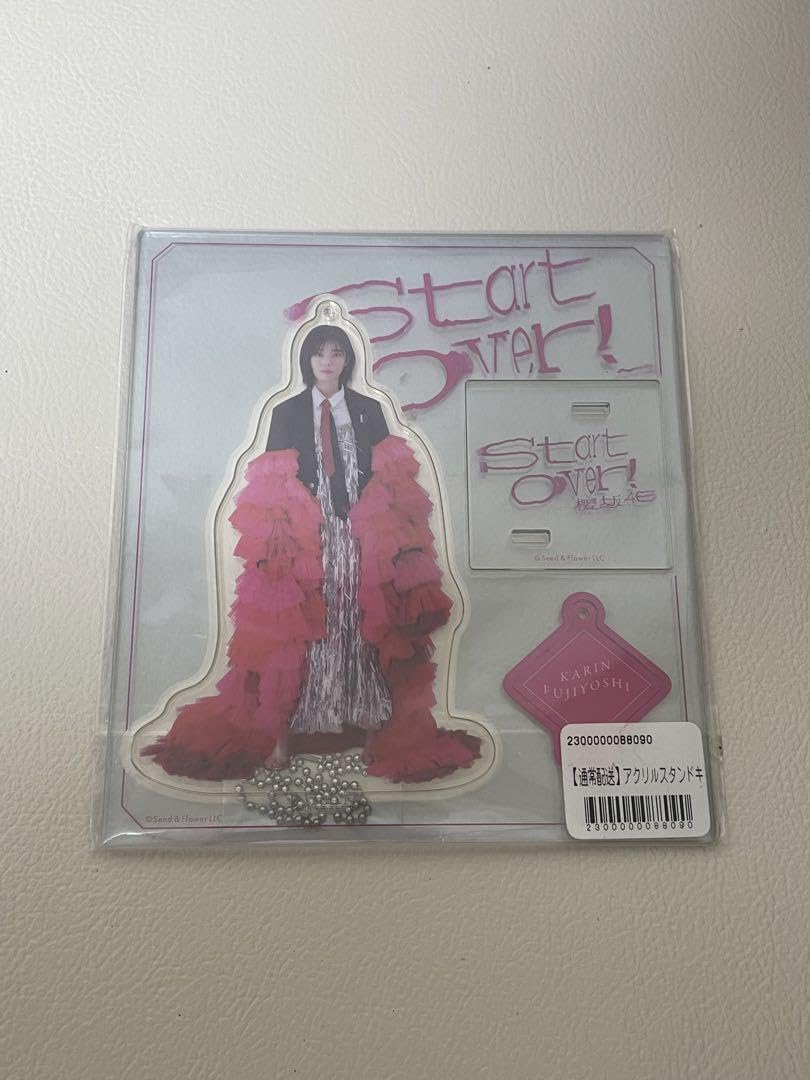 Start
Over!
Start
Over!
櫻坂46
©Seed & Flower LLC
KARIN
FUJIYOSHI
2300000088090
【通常配送】アクリルスタンドキ
2300000088090
©Seed & Flower LLC